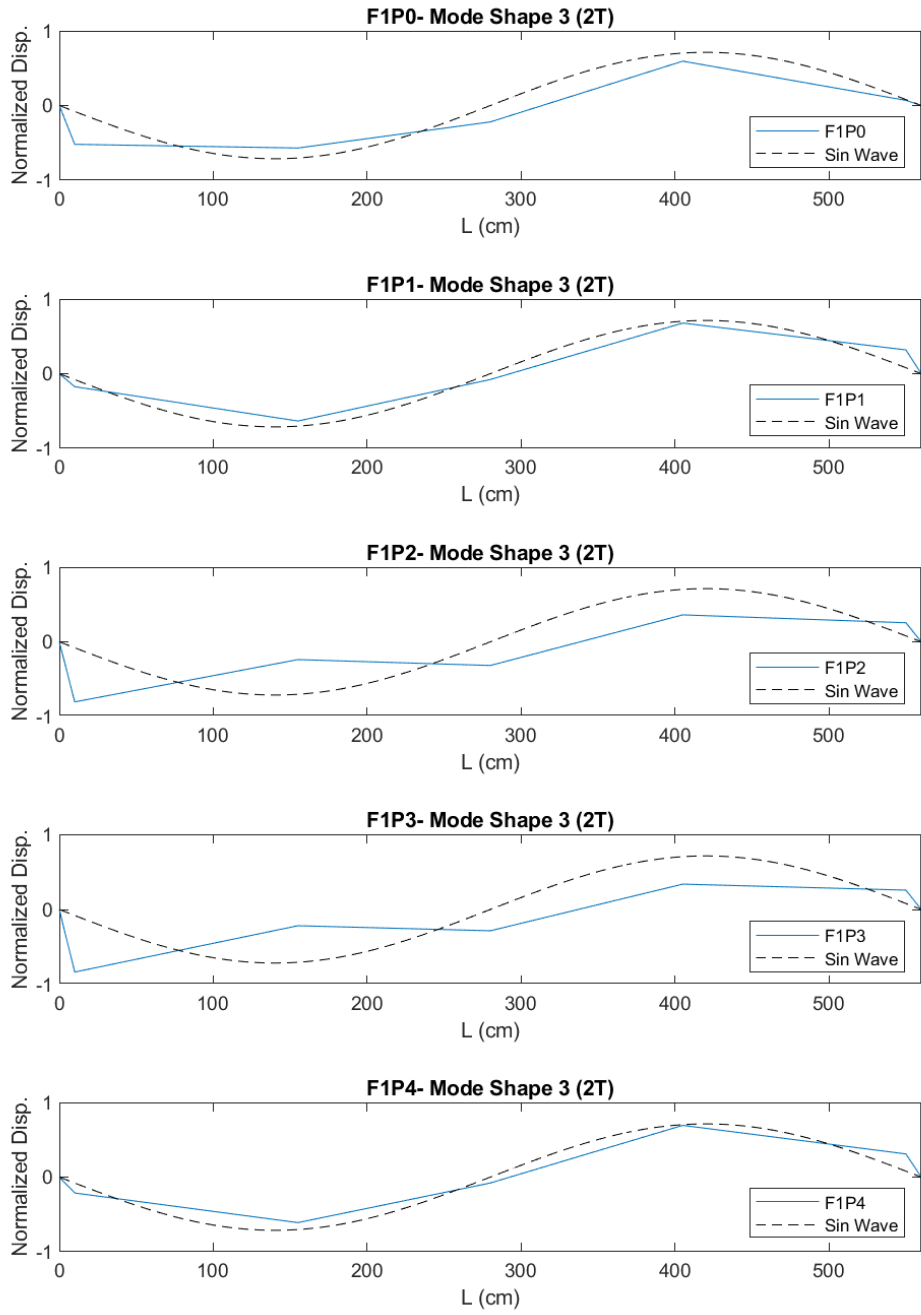 F1P0- Mode Shape 3 (2T)
Normalized Disp.
1
0
-1
F1P0
Sin Wave
0 100 200 300 400 500
L (cm)
F1P1- Mode Shape 3 (2T)
Normalized Disp.
1
0
-1
F1P1
Sin Wave
0 100 200 300 400 500
L (cm)
F1P2- Mode Shape 3 (2T)
Normalized Disp.
1
0
-1
F1P2
Sin Wave
0 100 200 300 400 500
L (cm)
F1P3- Mode Shape 3 (2T)
Normalized Disp.
1
0
-1
F1P3
Sin Wave
0 100 200 300 400 500
L (cm)
F1P4- Mode Shape 3 (2T)
Normalized Disp.
1
0
-1
F1P4
Sin Wave
0 100 200 300 400 500
L (cm)